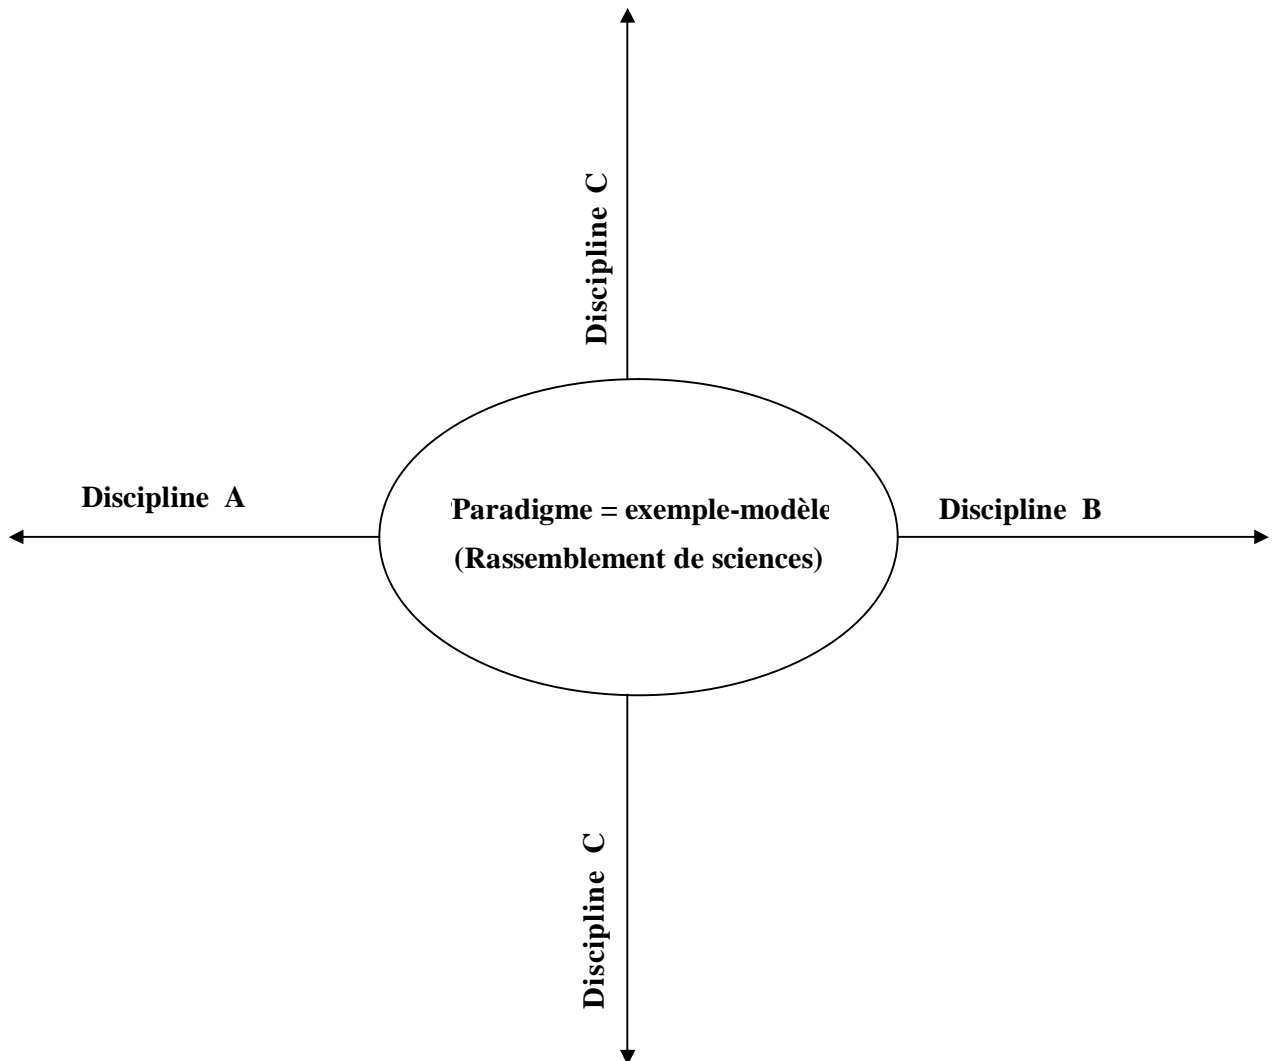 Discipline C
Discipline A
Paradigme = exemple-modèle
(Rassemblement de sciences)
Discipline B
Discipline C